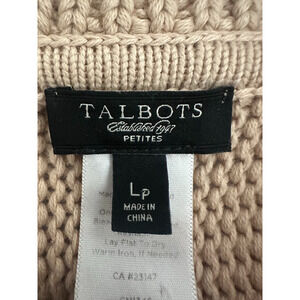 TALBOTS
Established 1947
PETITES
LP
MADE IN
CHINA
Lay Flat To Dry
Warm Iron, If Needed
CA #23147